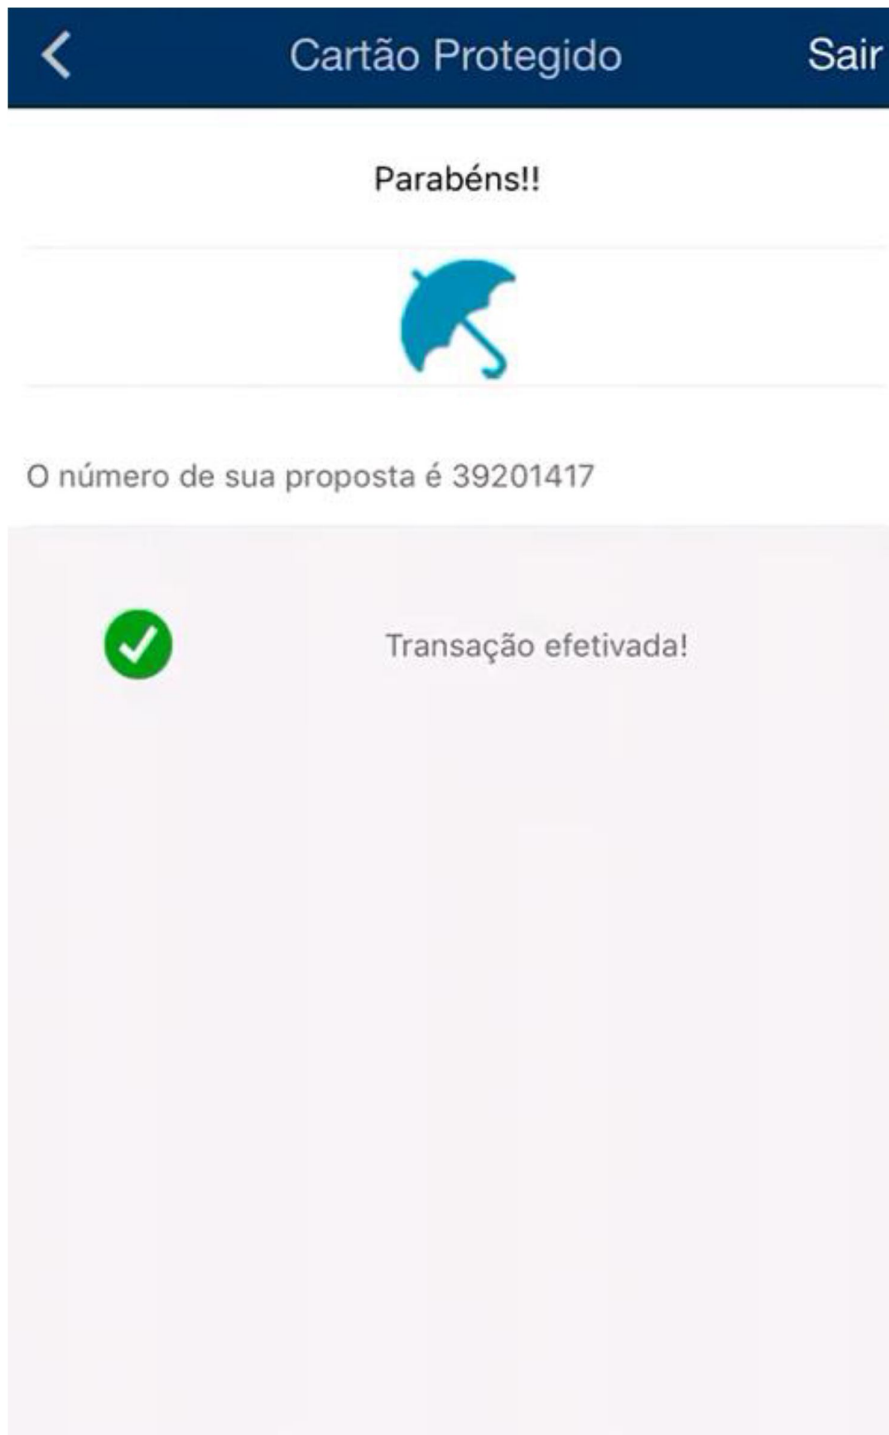 Cartão Protegido Sair
Parabéns!!
O número de sua proposta é 39201417
Transação efetivada!